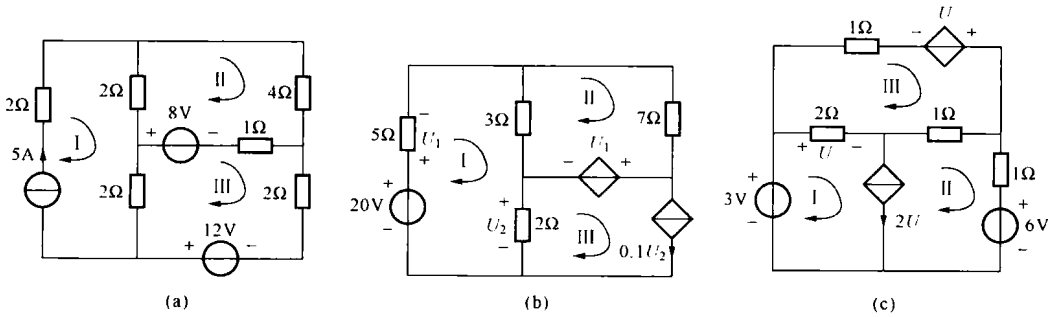 2Ω
5A
I
2Ω
II
4Ω
8V
+ −
1Ω
2Ω
III
2Ω
12V
+ −
(a)
5Ω
−
U₁
+
I
3Ω
II
7Ω
− U₁ +
+
20V
−
+
U₂
−
2Ω
III
0.1U₂
(b)
1Ω
− U +
III
2Ω
+ U −
1Ω
+
3V
−
I
2U
II
1Ω
+
6V
−
(c)